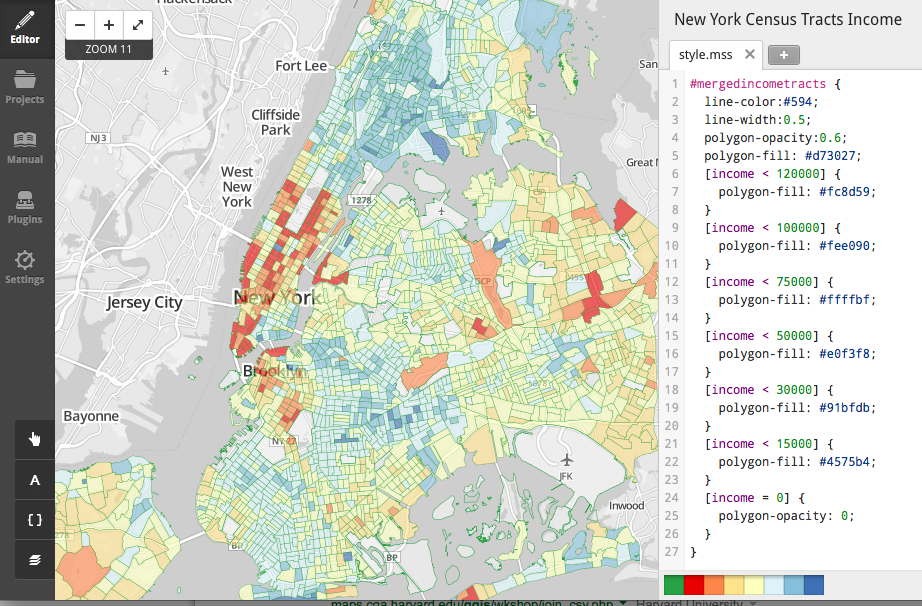 Editor
Projects
Manual
Plugins
Settings
A
{ }
ZOOM 11
Hackensack
Fort Lee
Cliffside
Park
NJ3
West
New
York
1278
Great N
San
Jersey City
New York
Brooklyn
Bayonne
JFK
Inwood
BP
BP
New York Census Tracts Income
style.mss
1 #mergedincometracts {
2 line-color:#594;
3 line-width:0.5;
4 polygon-opacity:0.6;
5 polygon-fill: #d73027;
6 [income < 120000] {
7 polygon-fill: #fc8d59;
8 }
9 [income < 100000] {
10 polygon-fill: #fee090;
11 }
12 [income < 75000] {
13 polygon-fill: #ffffbf;
14 }
15 [income < 50000] {
16 polygon-fill: #e0f3f8;
17 }
18 [income < 30000] {
19 polygon-fill: #91bfdb;
20 }
21 [income < 15000] {
22 polygon-fill: #4575b4;
23 }
24 [income = 0] {
25 polygon-opacity: 0;
26 }
27 }
maps.cga.harvard.edu/qgis/wkshop/join_csv.php
Harvard University